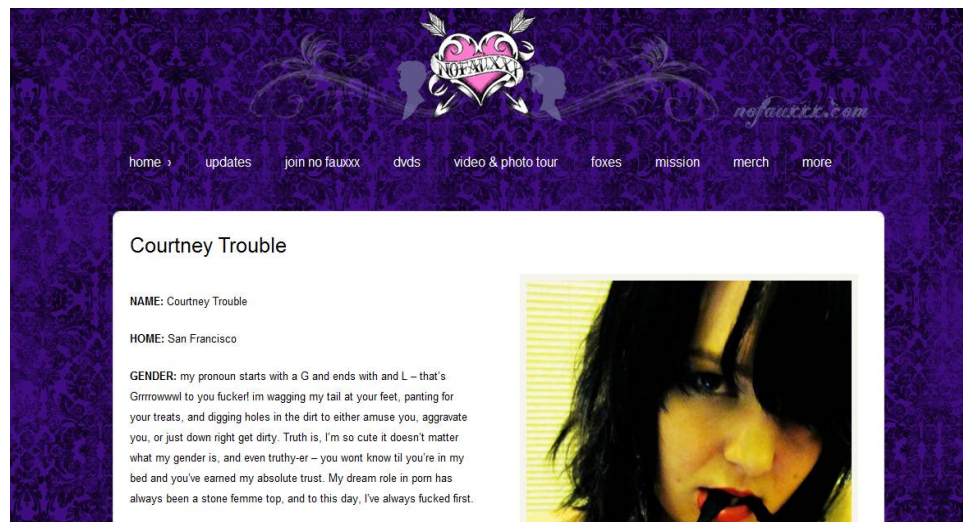 NOFAUXXX
nofauxxx.com
home ›
updates
join no fauxxx
dvds
video & photo tour
foxes
mission
merch
more
Courtney Trouble
NAME: Courtney Trouble
HOME: San Francisco
GENDER: my pronoun starts with a G and ends with and L – that's
Grrrrowwwl to you fucker! im wagging my tail at your feet, panting for
your treats, and digging holes in the dirt to either amuse you, aggravate
you, or just down right get dirty. Truth is, I'm so cute it doesn't matter
what my gender is, and even truthy-er – you wont know til you're in my
bed and you've earned my absolute trust. My dream role in porn has
always been a stone femme top, and to this day, I've always fucked first.